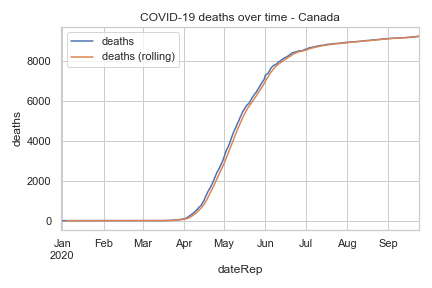 COVID-19 deaths over time - Canada
deaths
deaths (rolling)
8000
6000
4000
2000
0
deaths
Jan Feb Mar Apr May Jun Jul Aug Sep
2020
dateRep